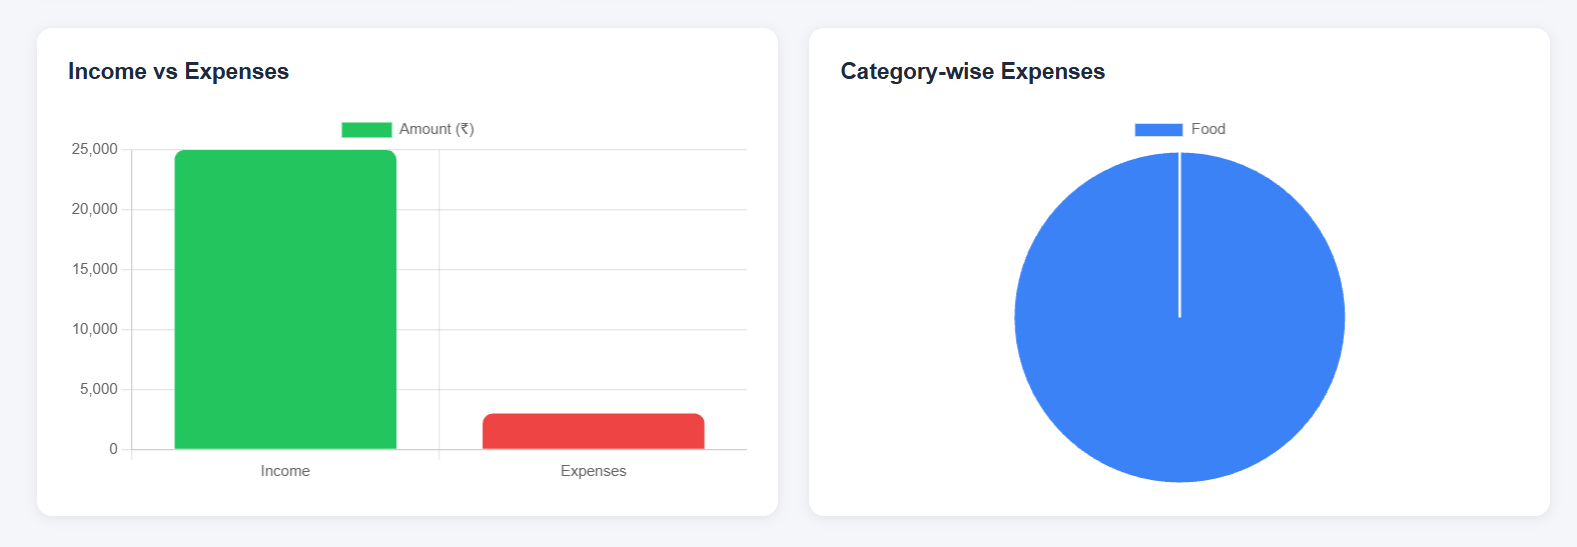 Income vs Expenses
Amount (₹)
25,000
20,000
15,000
10,000
5,000
0
Income
Expenses
Category-wise Expenses
Food